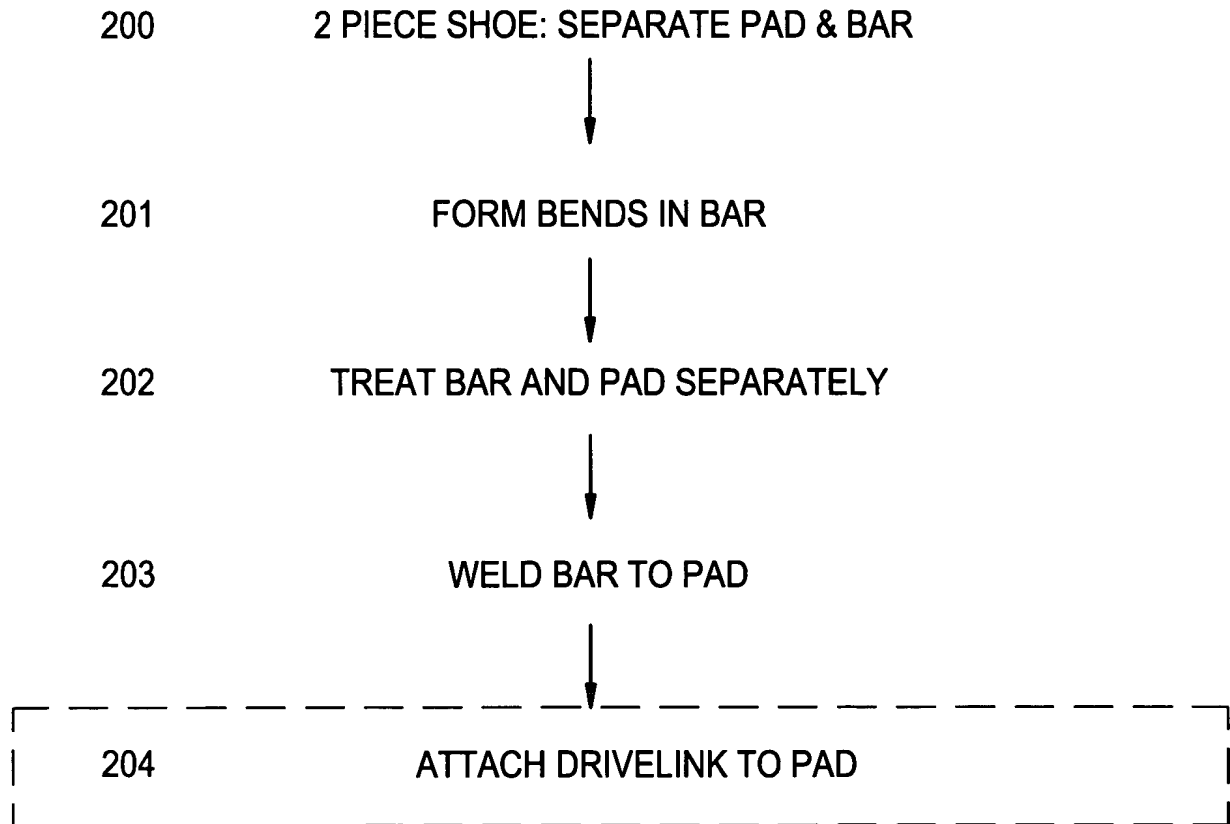 200 2 PIECE SHOE: SEPARATE PAD & BAR
201 FORM BENDS IN BAR
202 TREAT BAR AND PAD SEPARATELY
203 WELD BAR TO PAD
204 ATTACH DRIVELINK TO PAD